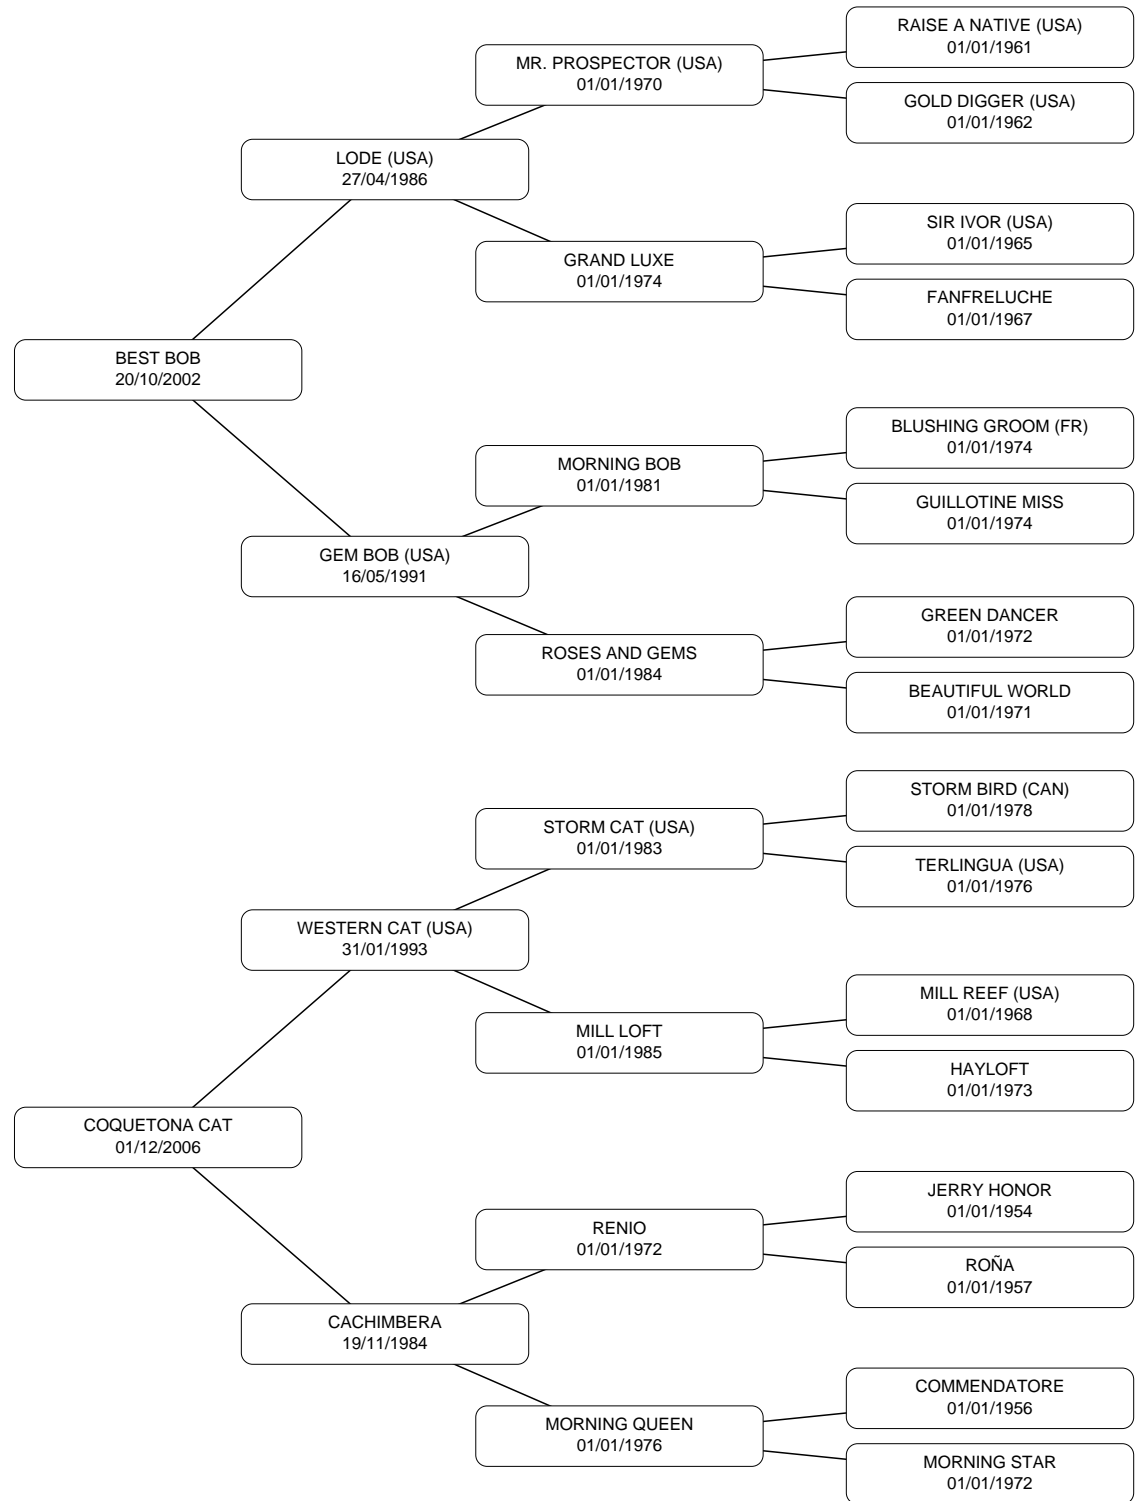 RAISE A NATIVE (USA)
01/01/1961
MR. PROSPECTOR (USA)
01/01/1970
GOLD DIGGER (USA)
01/01/1962
LODE (USA)
27/04/1986
SIR IVOR (USA)
01/01/1965
GRAND LUXE
01/01/1974
FANFRELUCHE
01/01/1967
BEST BOB
20/10/2002
BLUSHING GROOM (FR)
01/01/1974
MORNING BOB
01/01/1981
GUILLOTINE MISS
01/01/1974
GEM BOB (USA)
16/05/1991
GREEN DANCER
01/01/1972
ROSES AND GEMS
01/01/1984
BEAUTIFUL WORLD
01/01/1971
STORM BIRD (CAN)
01/01/1978
STORM CAT (USA)
01/01/1983
TERLINGUA (USA)
01/01/1976
WESTERN CAT (USA)
31/01/1993
MILL REEF (USA)
01/01/1968
MILL LOFT
01/01/1985
HAYLOFT
01/01/1973
COQUETONA CAT
01/12/2006
JERRY HONOR
01/01/1954
RENIO
01/01/1972
ROÑA
01/01/1957
CACHIMBERA
19/11/1984
COMMENDATORE
01/01/1956
MORNING QUEEN
01/01/1976
MORNING STAR
01/01/1972